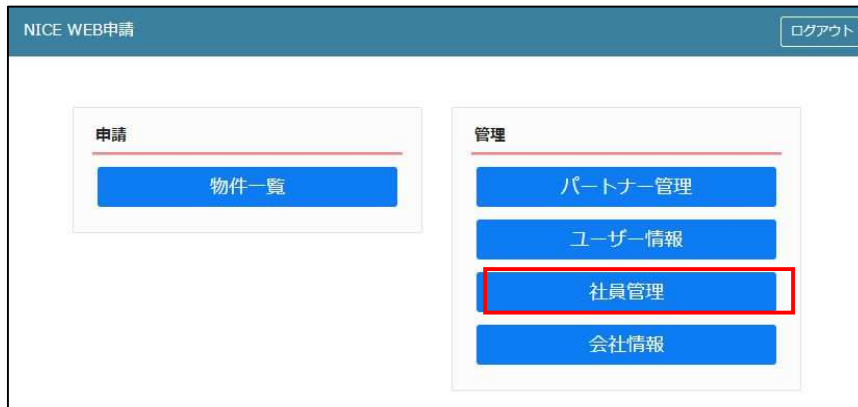 NICE WEB申請
ログアウト
申請
物件一覧
管理
パートナー管理
ユーザー情報
社員管理
会社情報